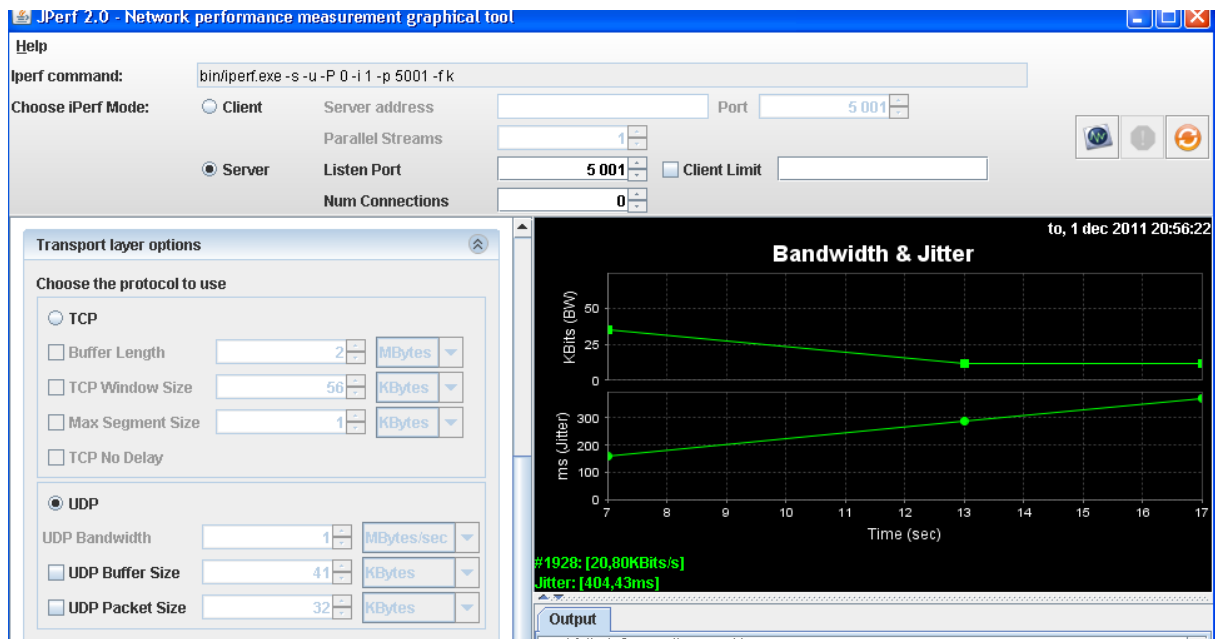 JPerf 2.0 - Network performance measurement graphical tool
Help
Iperf command: bin/iperf.exe -s -u -P 0 -i 1 -p 5001 -f k
Choose iPerf Mode: Client Server address Port 5 001
Parallel Streams 1
Server Listen Port 5 001 Client Limit
Num Connections 0
Transport layer options
Choose the protocol to use
TCP
Buffer Length 2 MBytes
TCP Window Size 56 KBytes
Max Segment Size 1 KBytes
TCP No Delay
UDP
UDP Bandwidth 1 MBytes/sec
UDP Buffer Size 41 KBytes
UDP Packet Size 32 KBytes
to, 1 dec 2011 20:56:22
Bandwidth & Jitter
KBits (BW)
50
25
0
ms (Jitter)
300
200
100
0
7 8 9 10 11 12 13 14 15 16 17
Time (sec)
#1928: [20,80KBits/s]
Jitter: [404,43ms]
Output